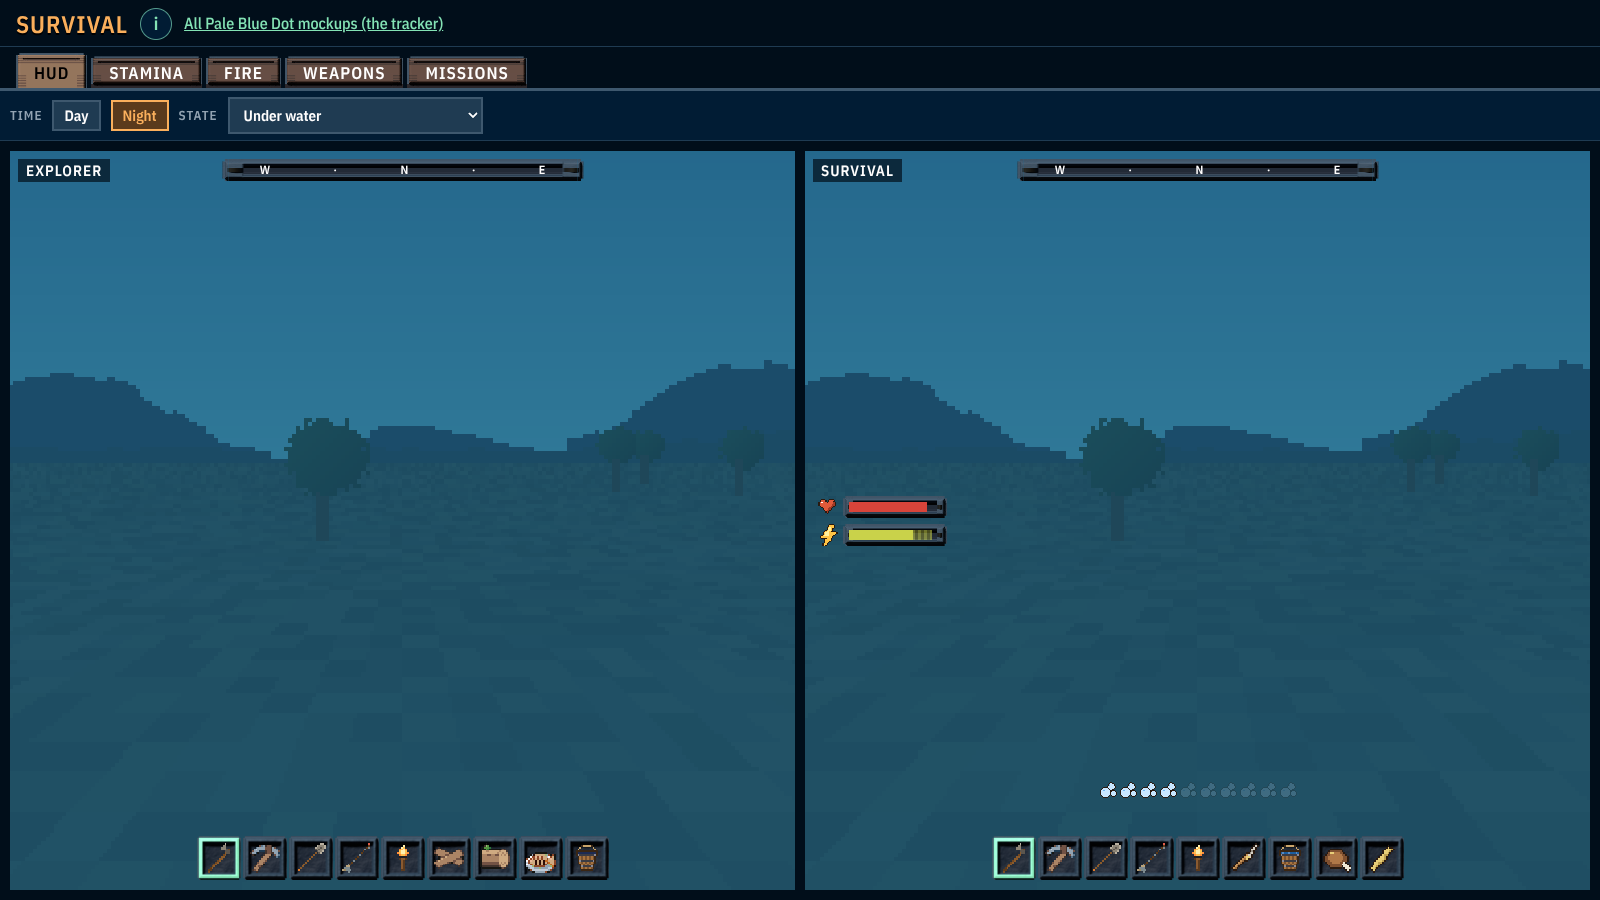 SURVIVAL i All Pale Blue Dot mockups (the tracker)
HUD STAMINA FIRE WEAPONS MISSIONS
TIME Day Night STATE Under water
EXPLORER W · N · E
SURVIVAL W · N · E